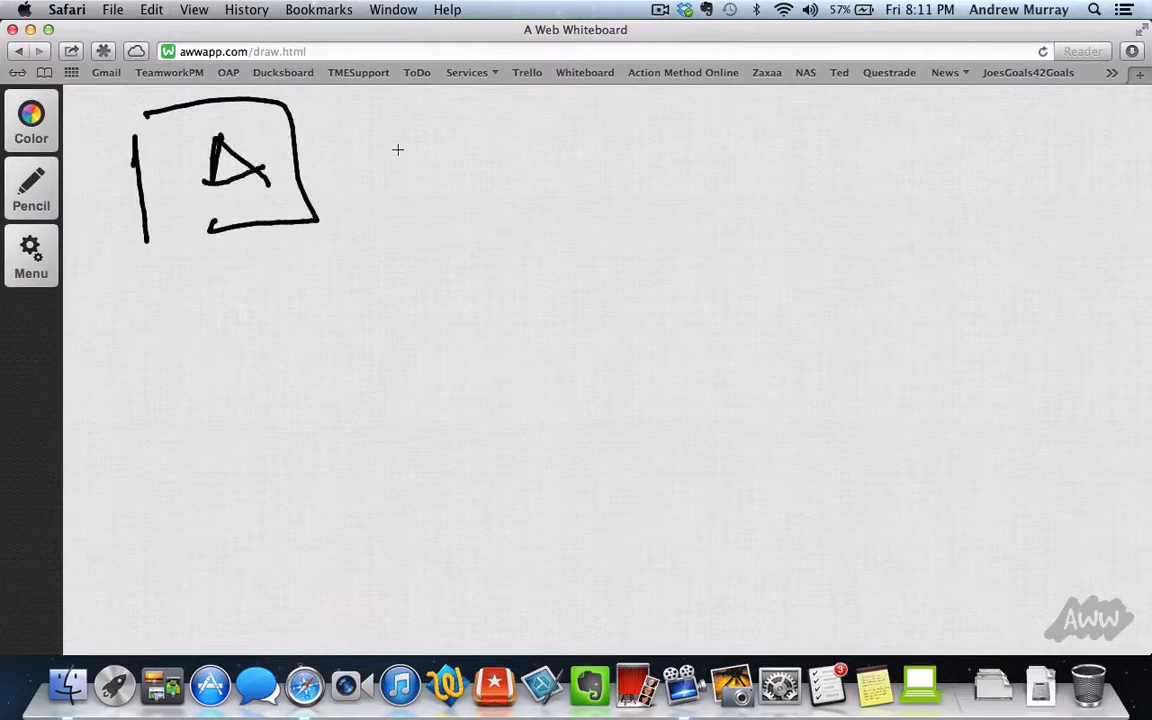 Safari File Edit View History Bookmarks Window Help 57% Fri 8:11 PM Andrew Murray
A Web Whiteboard
awwapp.com/draw.html Reader
Gmail TeamworkPM OAP Ducksboard TMESupport ToDo Services Trello Whiteboard Action Method Online Zaxaa NAS Ted Questrade News JoesGoals42Goals
Color
A
Pencil
Menu
AWW
3